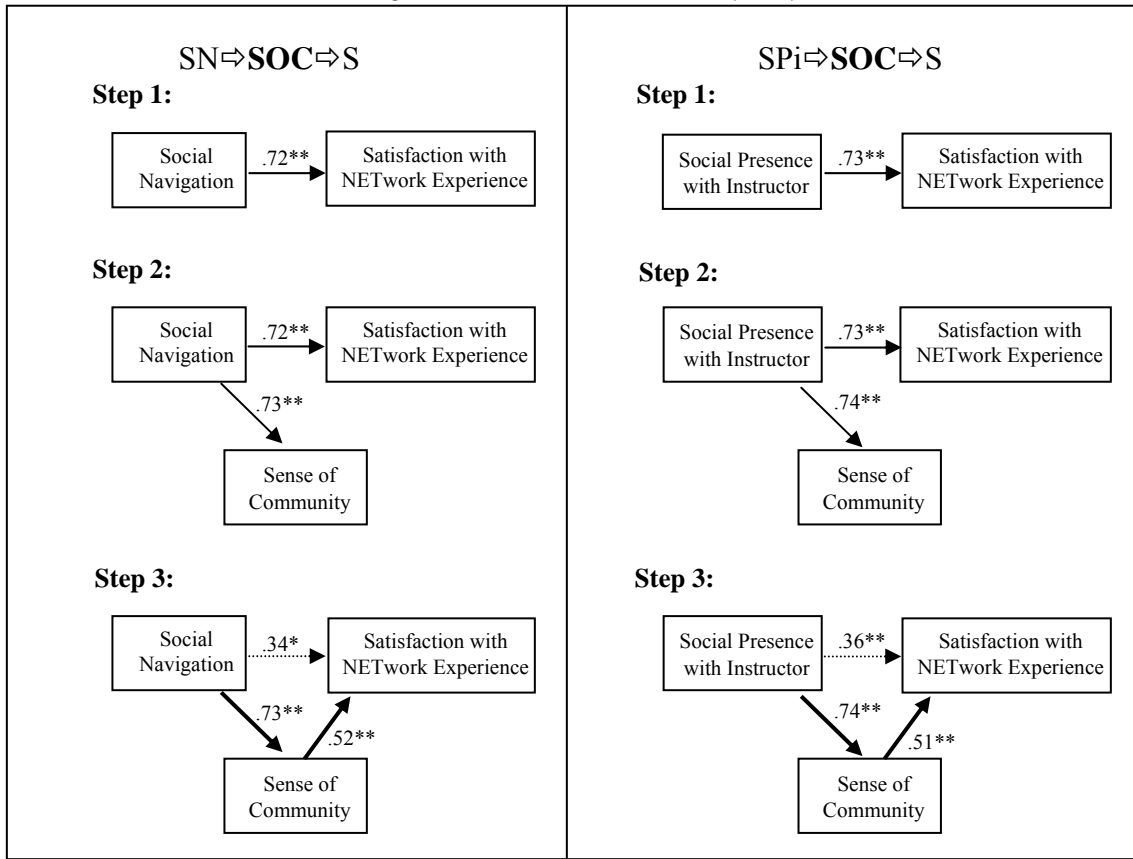 SN⇨SOC⇨S
Step 1:
Social
Navigation
.72**
Satisfaction with
NETwork Experience
Step 2:
Social
Navigation
.72**
Satisfaction with
NETwork Experience
.73**
Sense of
Community
Step 3:
Social
Navigation
.34*
Satisfaction with
NETwork Experience
.73**
.52**
Sense of
Community
SPi⇨SOC⇨S
Step 1:
Social Presence
with Instructor
.73**
Satisfaction with
NETwork Experience
Step 2:
Social Presence
with Instructor
.73**
Satisfaction with
NETwork Experience
.74**
Sense of
Community
Step 3:
Social Presence
with Instructor
.36**
Satisfaction with
NETwork Experience
.74**
.51**
Sense of
Community